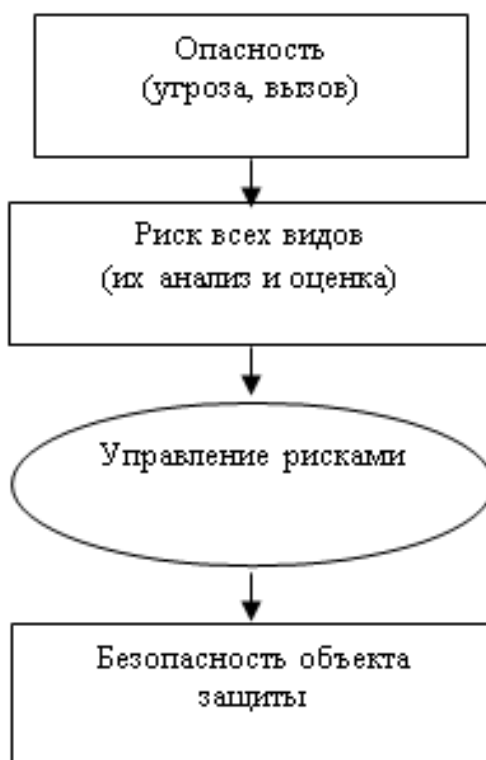 Опасность
(угроза, вызов)
Риск всех видов
(их анализ и оценка)
Управление рисками
Безопасность объекта
защиты